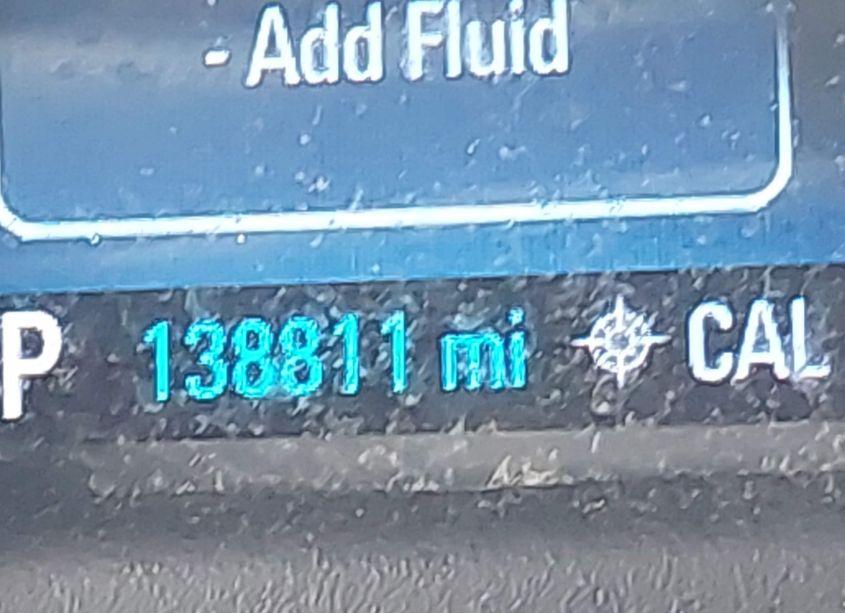 - Add Fluid
P 138811 mi CAL